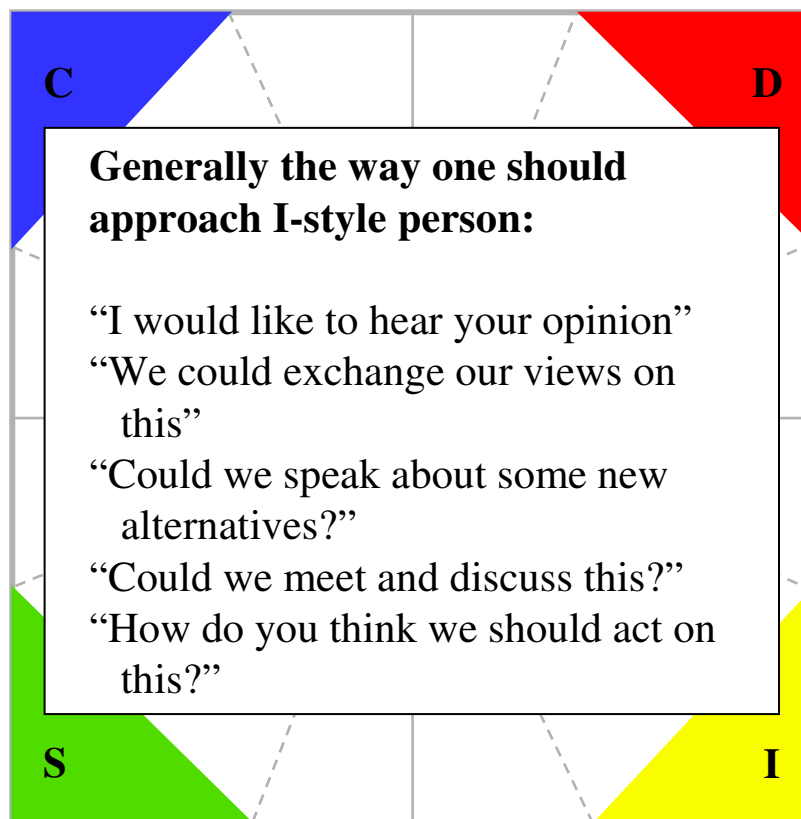 C
D
Generally the way one should
approach I-style person:
“I would like to hear your opinion”
“We could exchange our views on
this”
“Could we speak about some new
alternatives?”
“Could we meet and discuss this?”
“How do you think we should act on
this?”
S
I